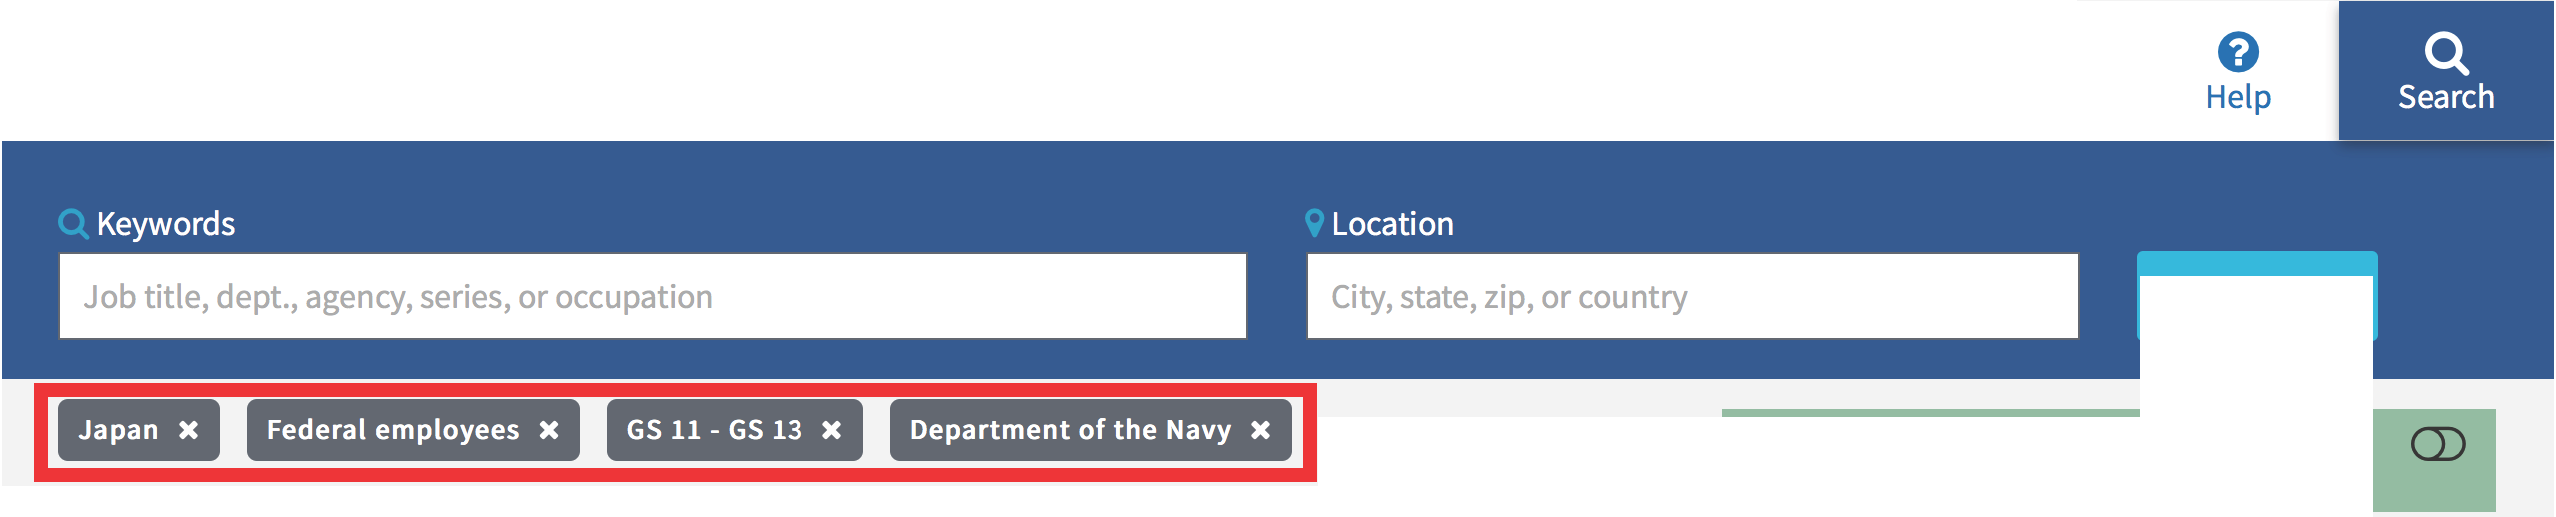 Help
Search
Keywords
Location
Job title, dept., agency, series, or occupation
City, state, zip, or country
Japan
Federal employees
GS 11 - GS 13
Department of the Navy